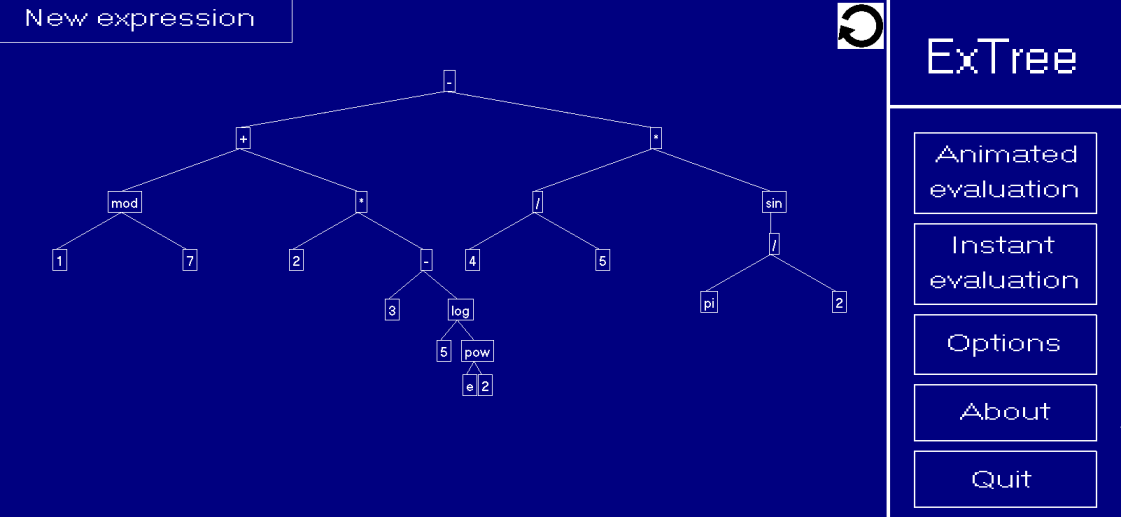 New expression
ExTree
-
+
*
mod
*
/
sin
1
7
2
-
4
5
/
3
log
pi
2
5
pow
e
2
Animated
evaluation
Instant
evaluation
Options
About
Quit